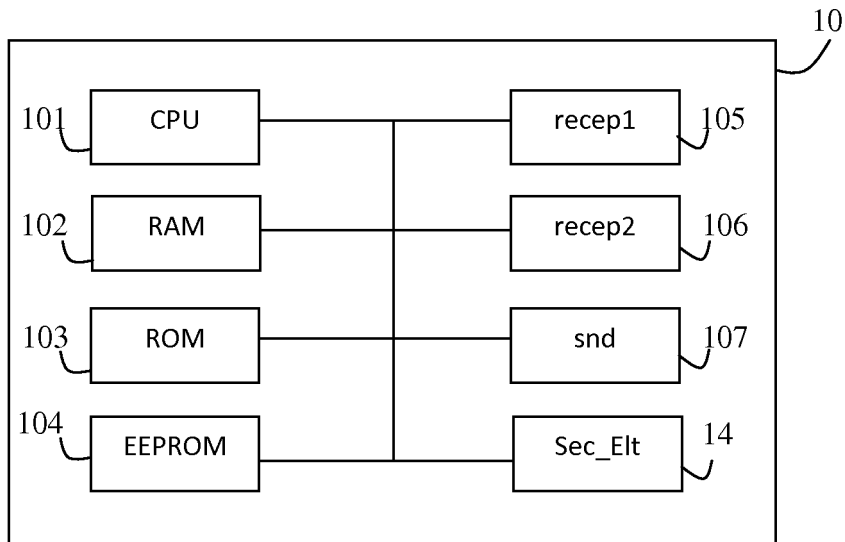 10
101 CPU recep1 105
102 RAM recep2 106
103 ROM snd 107
104 EEPROM Sec_Elt 14